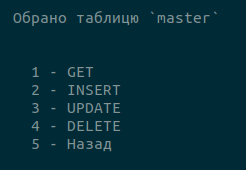 Обрано таблицю `master`
1 - GET
2 - INSERT
3 - UPDATE
4 - DELETE
5 - Назад